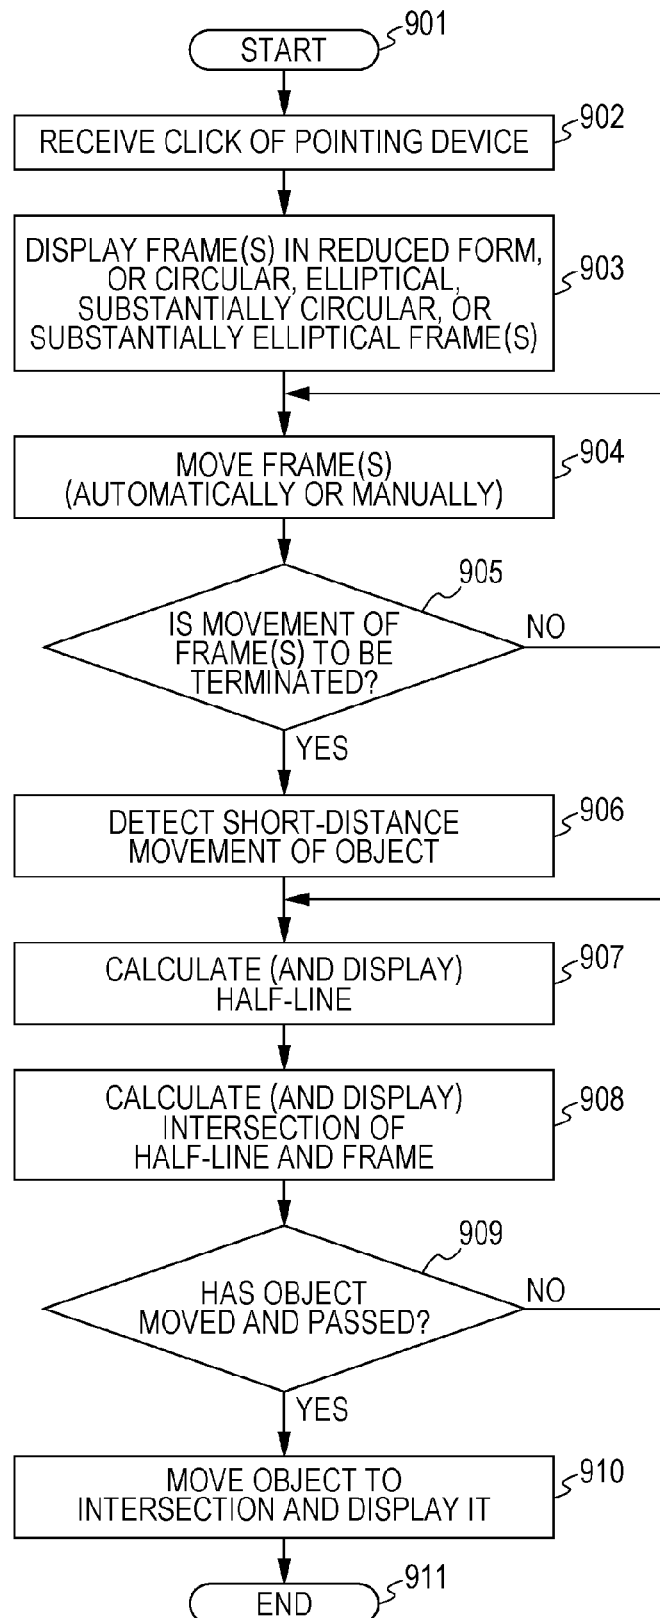 901
START
902
RECEIVE CLICK OF POINTING DEVICE
903
DISPLAY FRAME(S) IN REDUCED FORM,
OR CIRCULAR, ELLIPTICAL,
SUBSTANTIALLY CIRCULAR, OR
SUBSTANTIALLY ELLIPTICAL FRAME(S)
904
MOVE FRAME(S)
(AUTOMATICALLY OR MANUALLY)
905
IS MOVEMENT OF
FRAME(S) TO BE
TERMINATED?
NO
YES
906
DETECT SHORT-DISTANCE
MOVEMENT OF OBJECT
907
CALCULATE (AND DISPLAY)
HALF-LINE
908
CALCULATE (AND DISPLAY)
INTERSECTION OF
HALF-LINE AND FRAME
909
HAS OBJECT
MOVED AND PASSED?
NO
YES
910
MOVE OBJECT TO
INTERSECTION AND DISPLAY IT
911
END